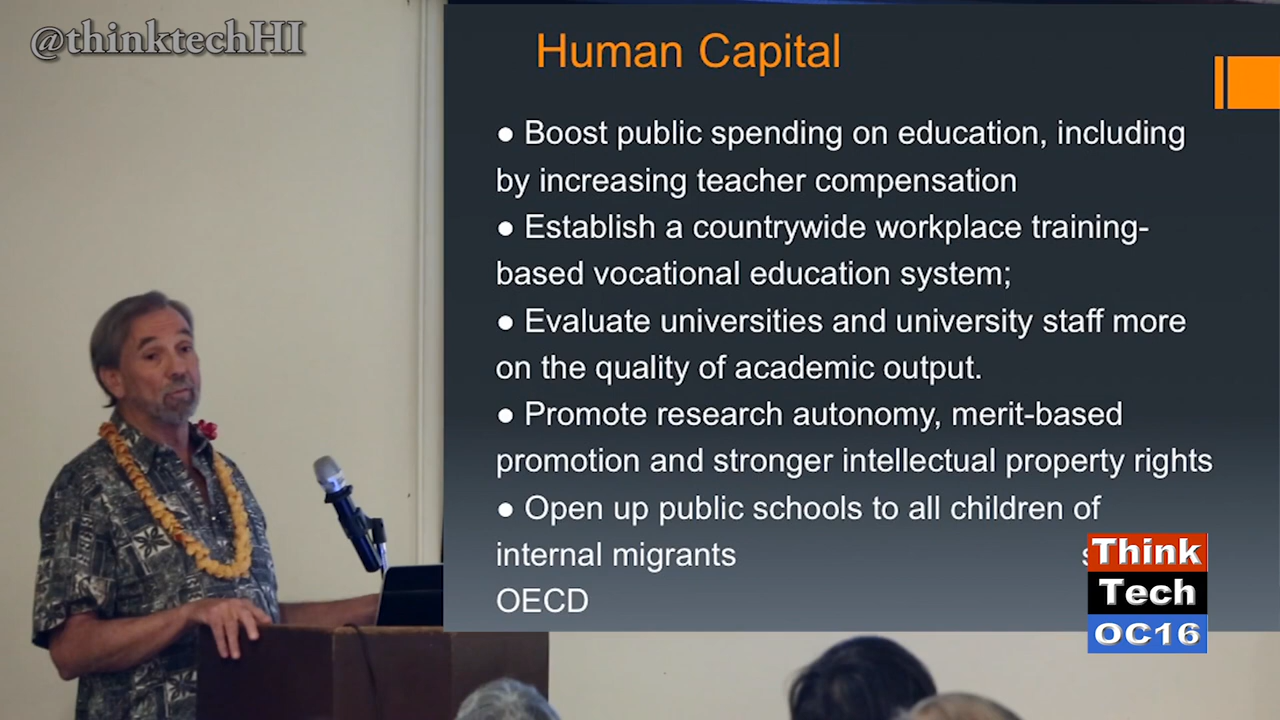 @thinktechHI
Human Capital
● Boost public spending on education, including
by increasing teacher compensation
● Establish a countrywide workplace training-
based vocational education system;
● Evaluate universities and university staff more
on the quality of academic output.
● Promote research autonomy, merit-based
promotion and stronger intellectual property rights
● Open up public schools to all children of
internal migrants
OECD
Think
Tech
OC16